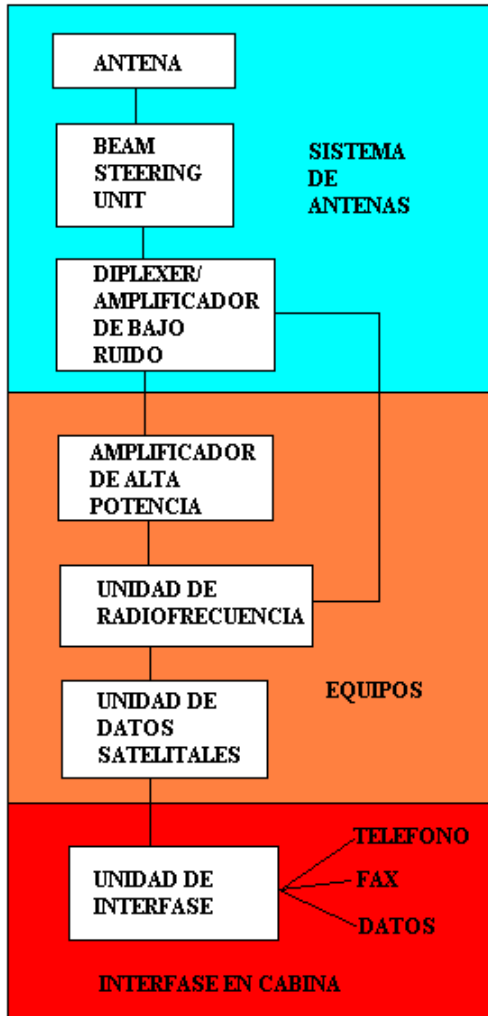 ANTENA
BEAM
STEERING
UNIT
SISTEMA
DE
ANTENAS
DIPLEXER/
AMPLIFICADOR
DE BAJO
RUIDO
AMPLIFICADOR
DE ALTA
POTENCIA
UNIDAD DE
RADIOFRECUENCIA
UNIDAD DE
DATOS
SATELITALES
EQUIPOS
UNIDAD DE
INTERFASE
TELEFONO
FAX
DATOS
INTERFASE EN CABINA